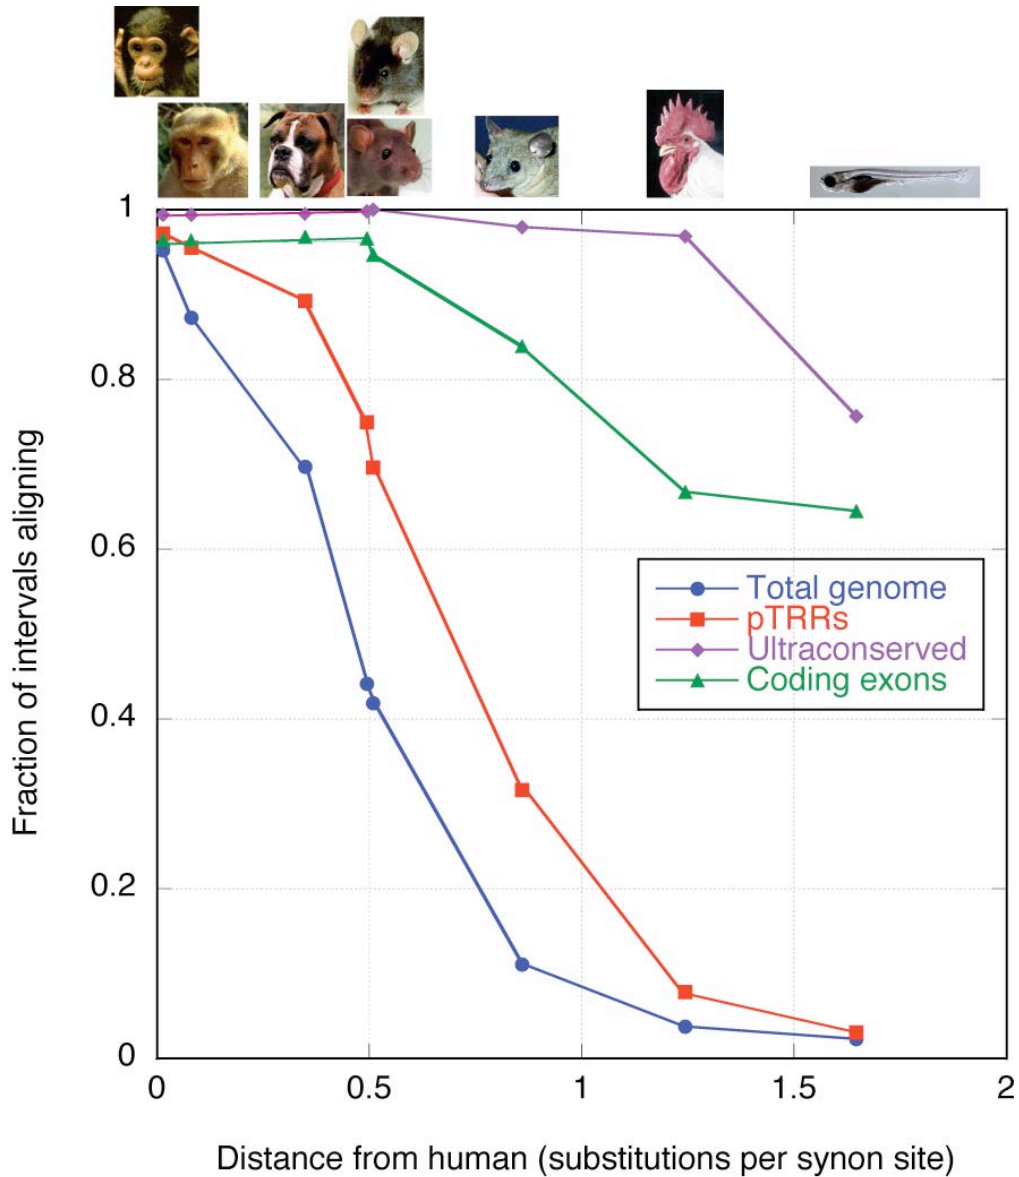 1
0.8
0.6
0.4
0.2
0
Fraction of intervals aligning
Total genome
pTRRs
Ultraconserved
Coding exons
0 0.5 1 1.5 2
Distance from human (substitutions per synon site)